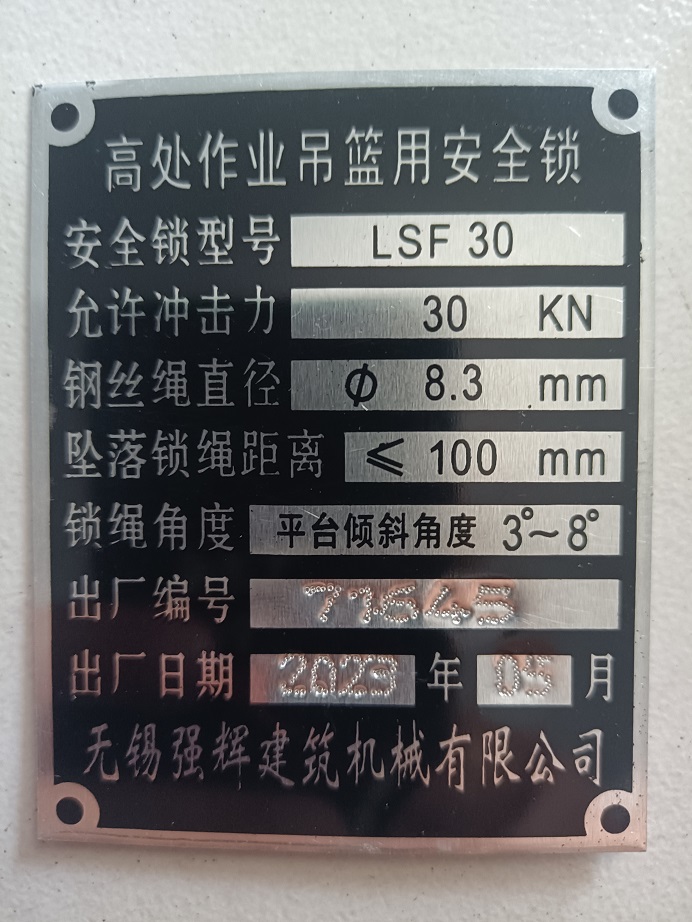 高处作业吊篮用安全锁
安全锁型号 LSF 30
允许冲击力 30 KN
钢丝绳直径 ϕ 8.3 mm
坠落锁绳距离 ≤ 100 mm
锁绳角度 平台倾斜角度 3°~8°
出厂编号 71645
出厂日期 2023 年 05 月
无锡强辉建筑机械有限公司